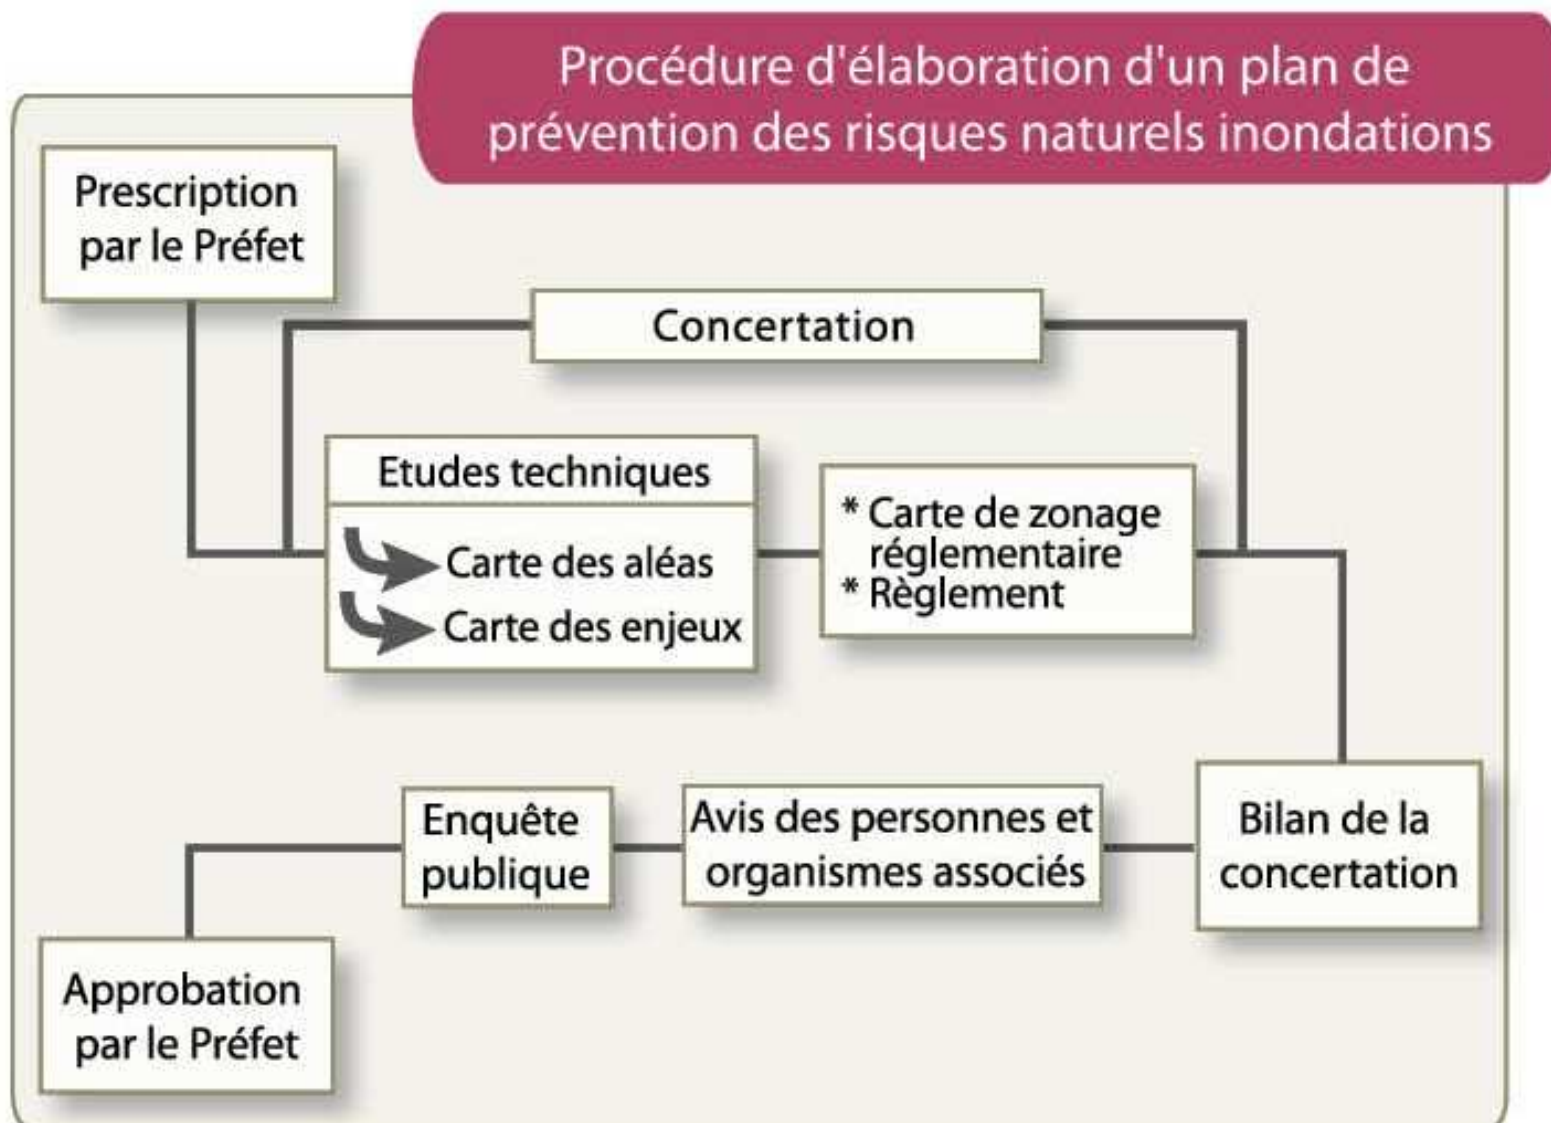 Procédure d'élaboration d'un plan de
prévention des risques naturels inondations
Prescription
par le Préfet
Concertation
Etudes techniques
Carte des aléas
Carte des enjeux
* Carte de zonage
réglementaire
* Règlement
Bilan de la
concertation
Avis des personnes et
organismes associés
Enquête
publique
Approbation
par le Préfet